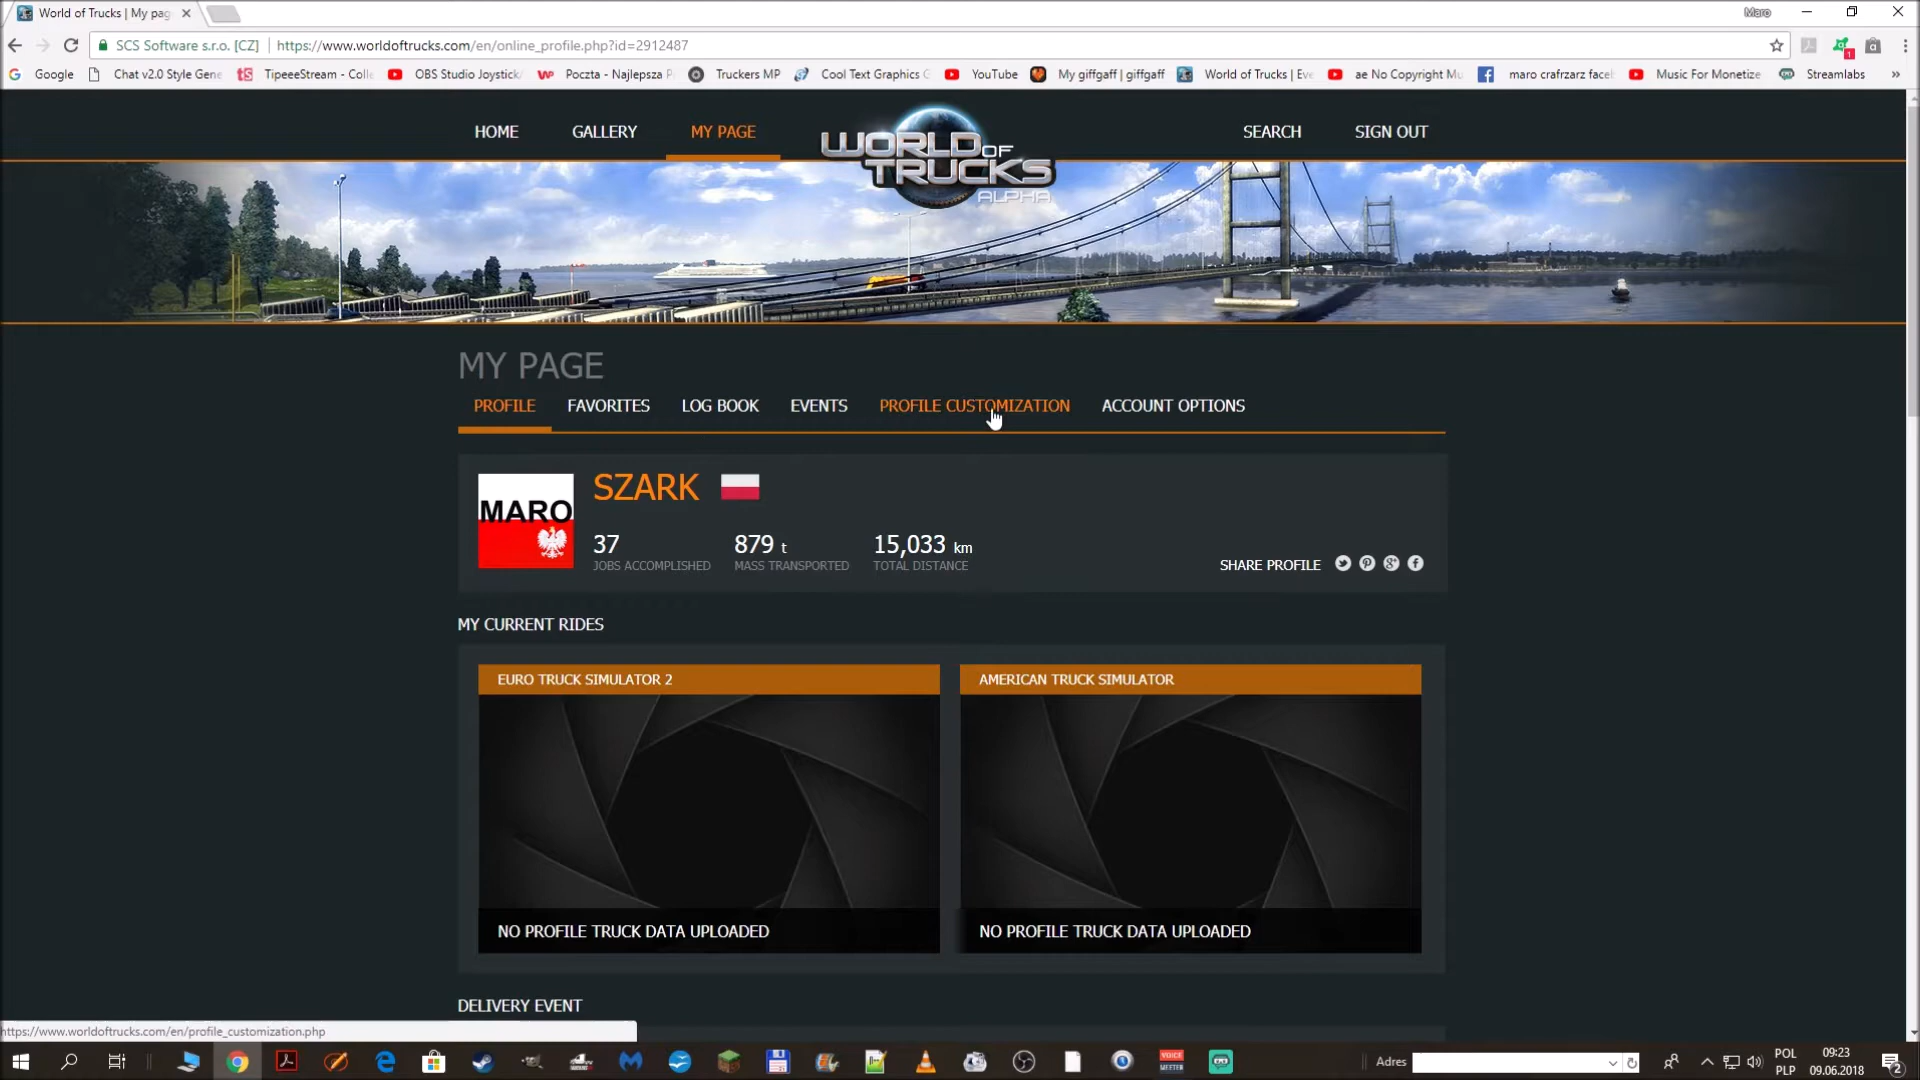 World of Trucks | My pag
Maro
SCS Software s.r.o. [CZ] | https://www.worldoftrucks.com/en/online_profile.php?id=2912487
Google Chat v2.0 Style Gene TipeeeStream - Coll OBS Studio Joystick/ Poczta - Najlepsza P Truckers MP Cool Text Graphics G YouTube My giffgaff | giffgaff World of Trucks | Eve ae No Copyright Mu maro crafrzarz face Music For Monetize Streamlabs »
HOME GALLERY MY PAGE WORLD OF TRUCKS ALPHA SEARCH SIGN OUT
MY PAGE
PROFILE FAVORITES LOG BOOK EVENTS PROFILE CUSTOMIZATION ACCOUNT OPTIONS
MARO
SZARK
37 879 t 15,033 km
JOBS ACCOMPLISHED MASS TRANSPORTED TOTAL DISTANCE
SHARE PROFILE
MY CURRENT RIDES
EURO TRUCK SIMULATOR 2 AMERICAN TRUCK SIMULATOR
NO PROFILE TRUCK DATA UPLOADED NO PROFILE TRUCK DATA UPLOADED
DELIVERY EVENT
https://www.worldoftrucks.com/en/profile_customization.php
Adres
POL
PLP
09:23
09.06.2018
2